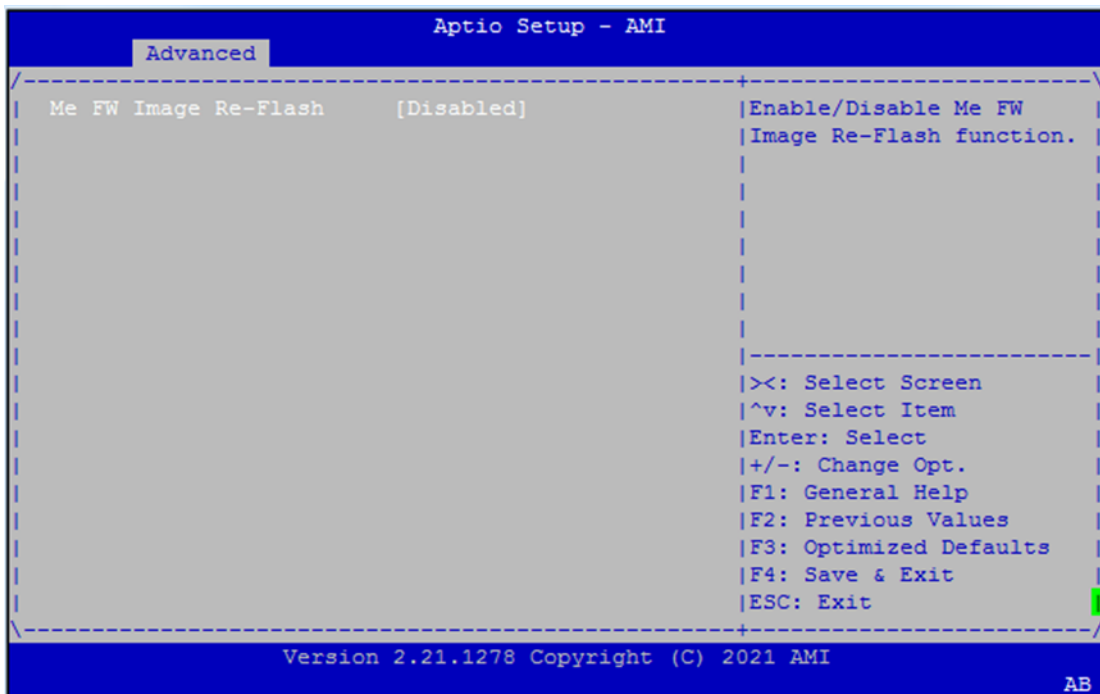 Aptio Setup - AMI
Advanced
Me FW Image Re-Flash [Disabled]
Enable/Disable Me FW
Image Re-Flash function.
><: Select Screen
^v: Select Item
Enter: Select
+/-: Change Opt.
F1: General Help
F2: Previous Values
F3: Optimized Defaults
F4: Save & Exit
ESC: Exit
Version 2.21.1278 Copyright (C) 2021 AMI
AB